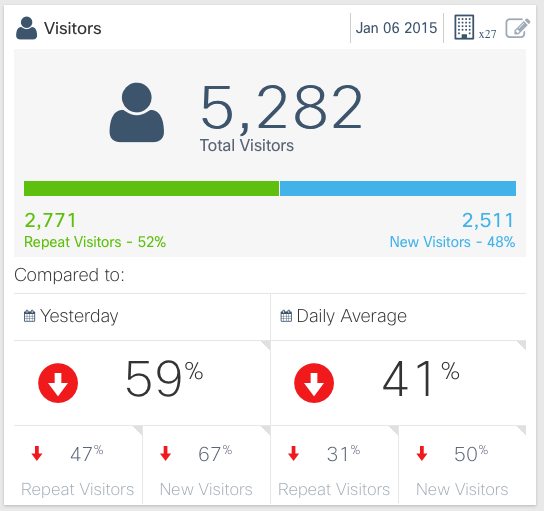 Visitors
Jan 06 2015
x27
5,282
Total Visitors
2,771
2,511
Repeat Visitors - 52%
New Visitors - 48%
Compared to:
Yesterday
Daily Average
59%
41%
47%
67%
31%
50%
Repeat Visitors
New Visitors
Repeat Visitors
New Visitors